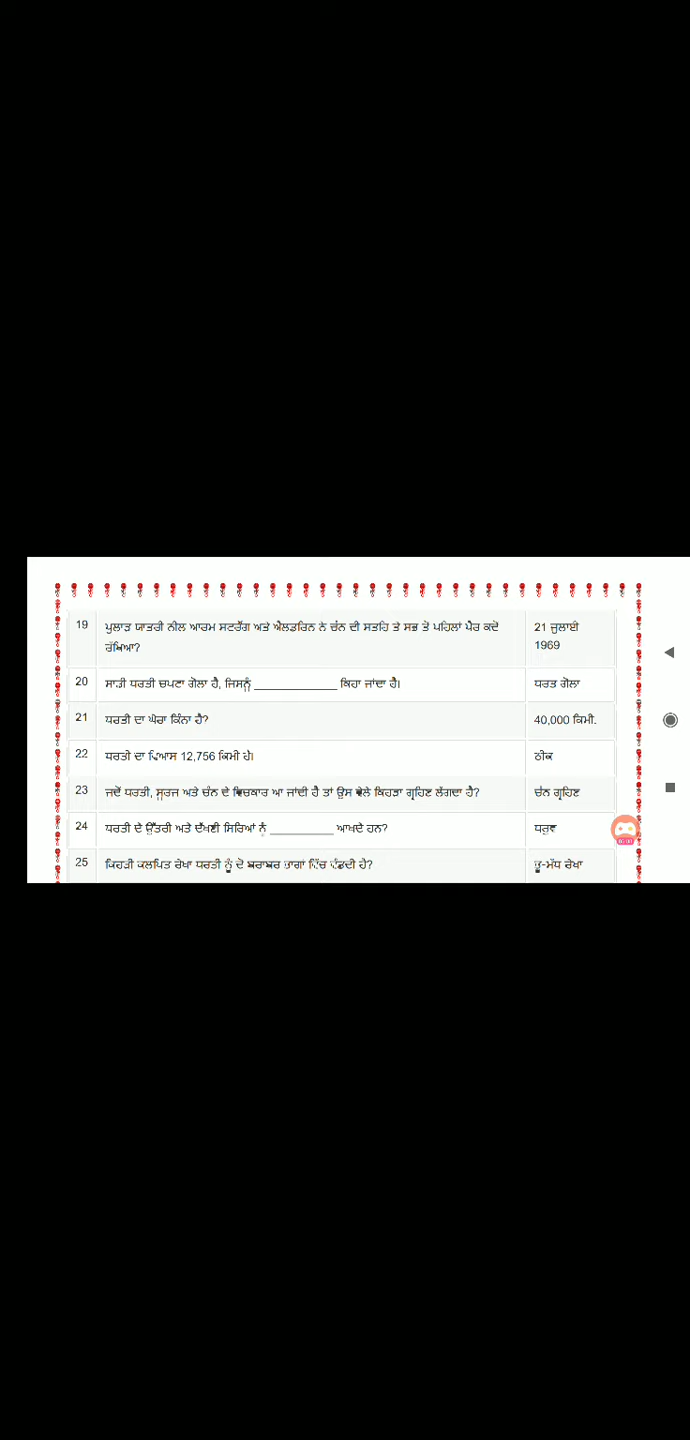 19 ਪੁਲਾੜ ਯਾਤਰੀ ਨੀਲ ਆਰਮ ਸਟਰੌਂਗ ਅਤੇ ਐਲਡਰਿਨ ਨੇ ਚੰਨ ਦੀ ਸਤਹਿ ਤੇ ਸਭ ਤੋਂ ਪਹਿਲਾਂ ਪੈਰ ਕਦੋਂ 21 ਜੁਲਾਈ
ਰੱਖਿਆ? 1969
20 ਸਾਡੀ ਧਰਤੀ ਚਪਟਾ ਗੋਲਾ ਹੈ, ਜਿਸਨੂੰ ______________ ਕਿਹਾ ਜਾਂਦਾ ਹੈ। ਧਰਤ ਗੋਲਾ
21 ਧਰਤੀ ਦਾ ਘੇਰਾ ਕਿੰਨਾ ਹੈ? 40,000 ਕਿਮੀ.
22 ਧਰਤੀ ਦਾ ਵਿਆਸ 12,756 ਕਿਮੀ ਹੈ। ਠੀਕ
23 ਜਦੋਂ ਧਰਤੀ, ਸੂਰਜ ਅਤੇ ਚੰਨ ਦੇ ਵਿਚਕਾਰ ਆ ਜਾਂਦੀ ਹੈ ਤਾਂ ਉਸ ਵੇਲੇ ਕਿਹੜਾ ਗ੍ਰਹਿਣ ਲੱਗਦਾ ਹੈ? ਚੰਨ ਗ੍ਰਹਿਣ
24 ਧਰਤੀ ਦੇ ਉੱਤਰੀ ਅਤੇ ਦੱਖਣੀ ਸਿਰਿਆਂ ਨੂੰ ___________ ਆਖਦੇ ਹਨ? ਧਰੁਵ
25 ਕਿਹੜੀ ਕਲਪਿਤ ਰੇਖਾ ਧਰਤੀ ਨੂੰ ਦੋ ਬਰਾਬਰ ਭਾਗਾਂ ਵਿੱਚ ਵੰਡਦੀ ਹੈ? ਭੂ-ਮੱਧ ਰੇਖਾ